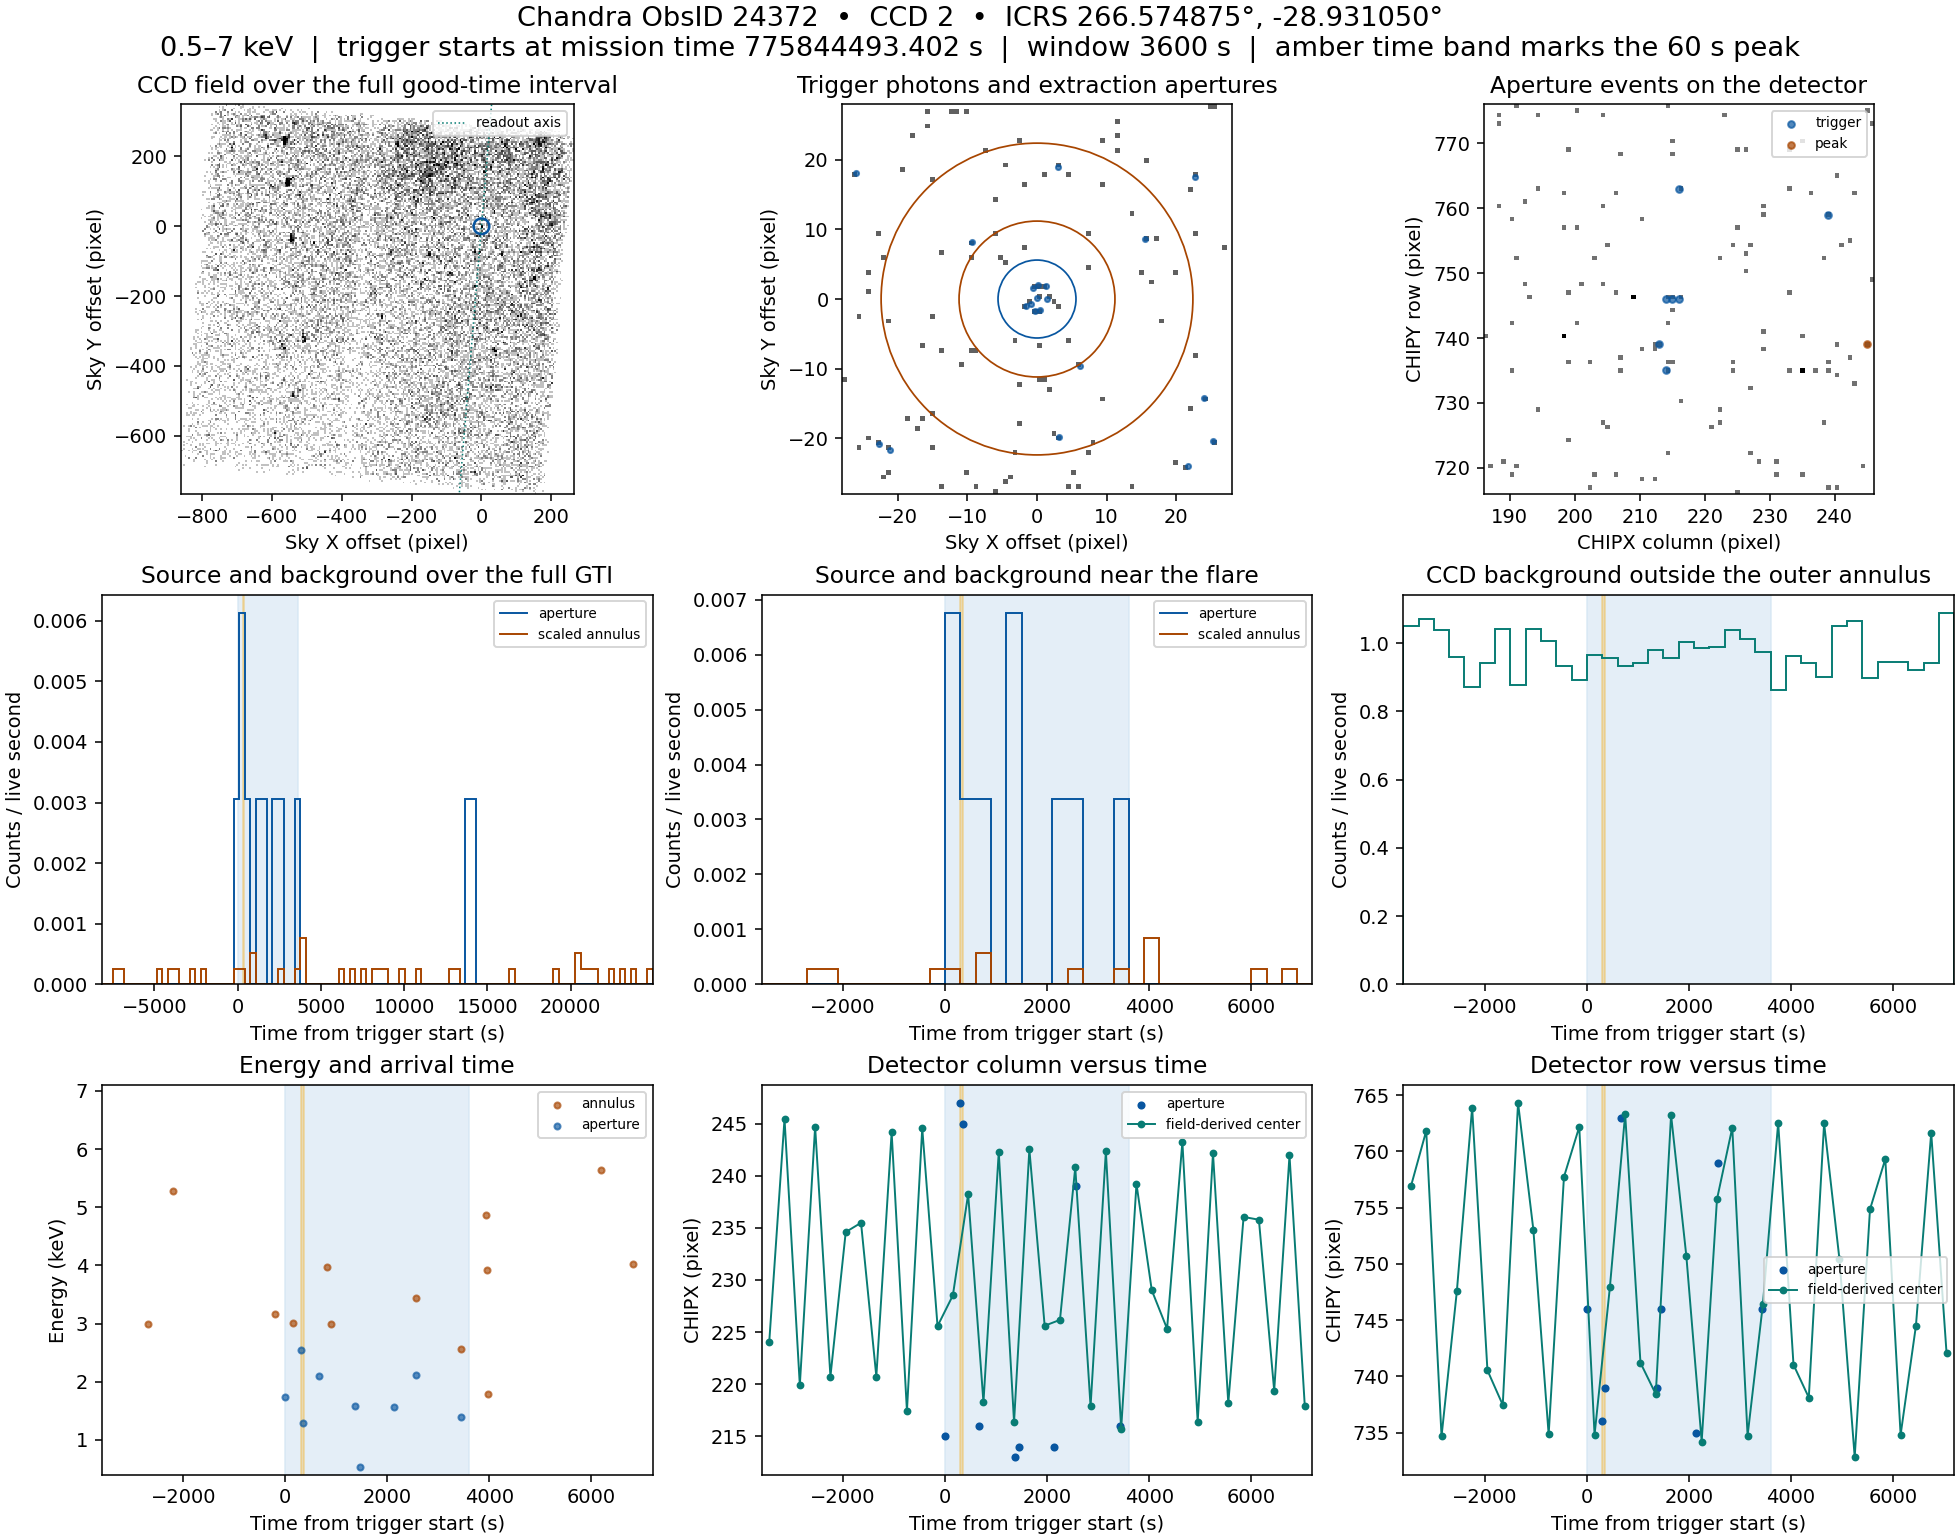 Chandra ObsID 24372 • CCD 2 • ICRS 266.574875°, -28.931050°
0.5–7 keV | trigger starts at mission time 775844493.402 s | window 3600 s | amber time band marks the 60 s peak
CCD field over the full good-time interval
readout axis
200
0
−200
−400
−600
Sky Y offset (pixel)
−800 −600 −400 −200 0 200
Sky X offset (pixel)
Trigger photons and extraction apertures
20
10
0
−10
−20
Sky Y offset (pixel)
−20 −10 0 10 20
Sky X offset (pixel)
Aperture events on the detector
trigger
peak
770
760
750
740
730
720
CHIPY row (pixel)
190 200 210 220 230 240
CHIPX column (pixel)
Source and background over the full GTI
aperture
scaled annulus
0.006
0.005
0.004
0.003
0.002
0.001
0.000
Counts / live second
−5000 0 5000 10000 15000 20000
Time from trigger start (s)
Source and background near the flare
aperture
scaled annulus
0.007
0.006
0.005
0.004
0.003
0.002
0.001
0.000
Counts / live second
−2000 0 2000 4000 6000
Time from trigger start (s)
CCD background outside the outer annulus
1.0
0.8
0.6
0.4
0.2
0.0
Counts / live second
−2000 0 2000 4000 6000
Time from trigger start (s)
Energy and arrival time
annulus
aperture
7
6
5
4
3
2
1
Energy (keV)
−2000 0 2000 4000 6000
Time from trigger start (s)
Detector column versus time
aperture
field-derived center
245
240
235
230
225
220
215
CHIPX (pixel)
−2000 0 2000 4000 6000
Time from trigger start (s)
Detector row versus time
aperture
field-derived center
765
760
755
750
745
740
735
CHIPY (pixel)
−2000 0 2000 4000 6000
Time from trigger start (s)